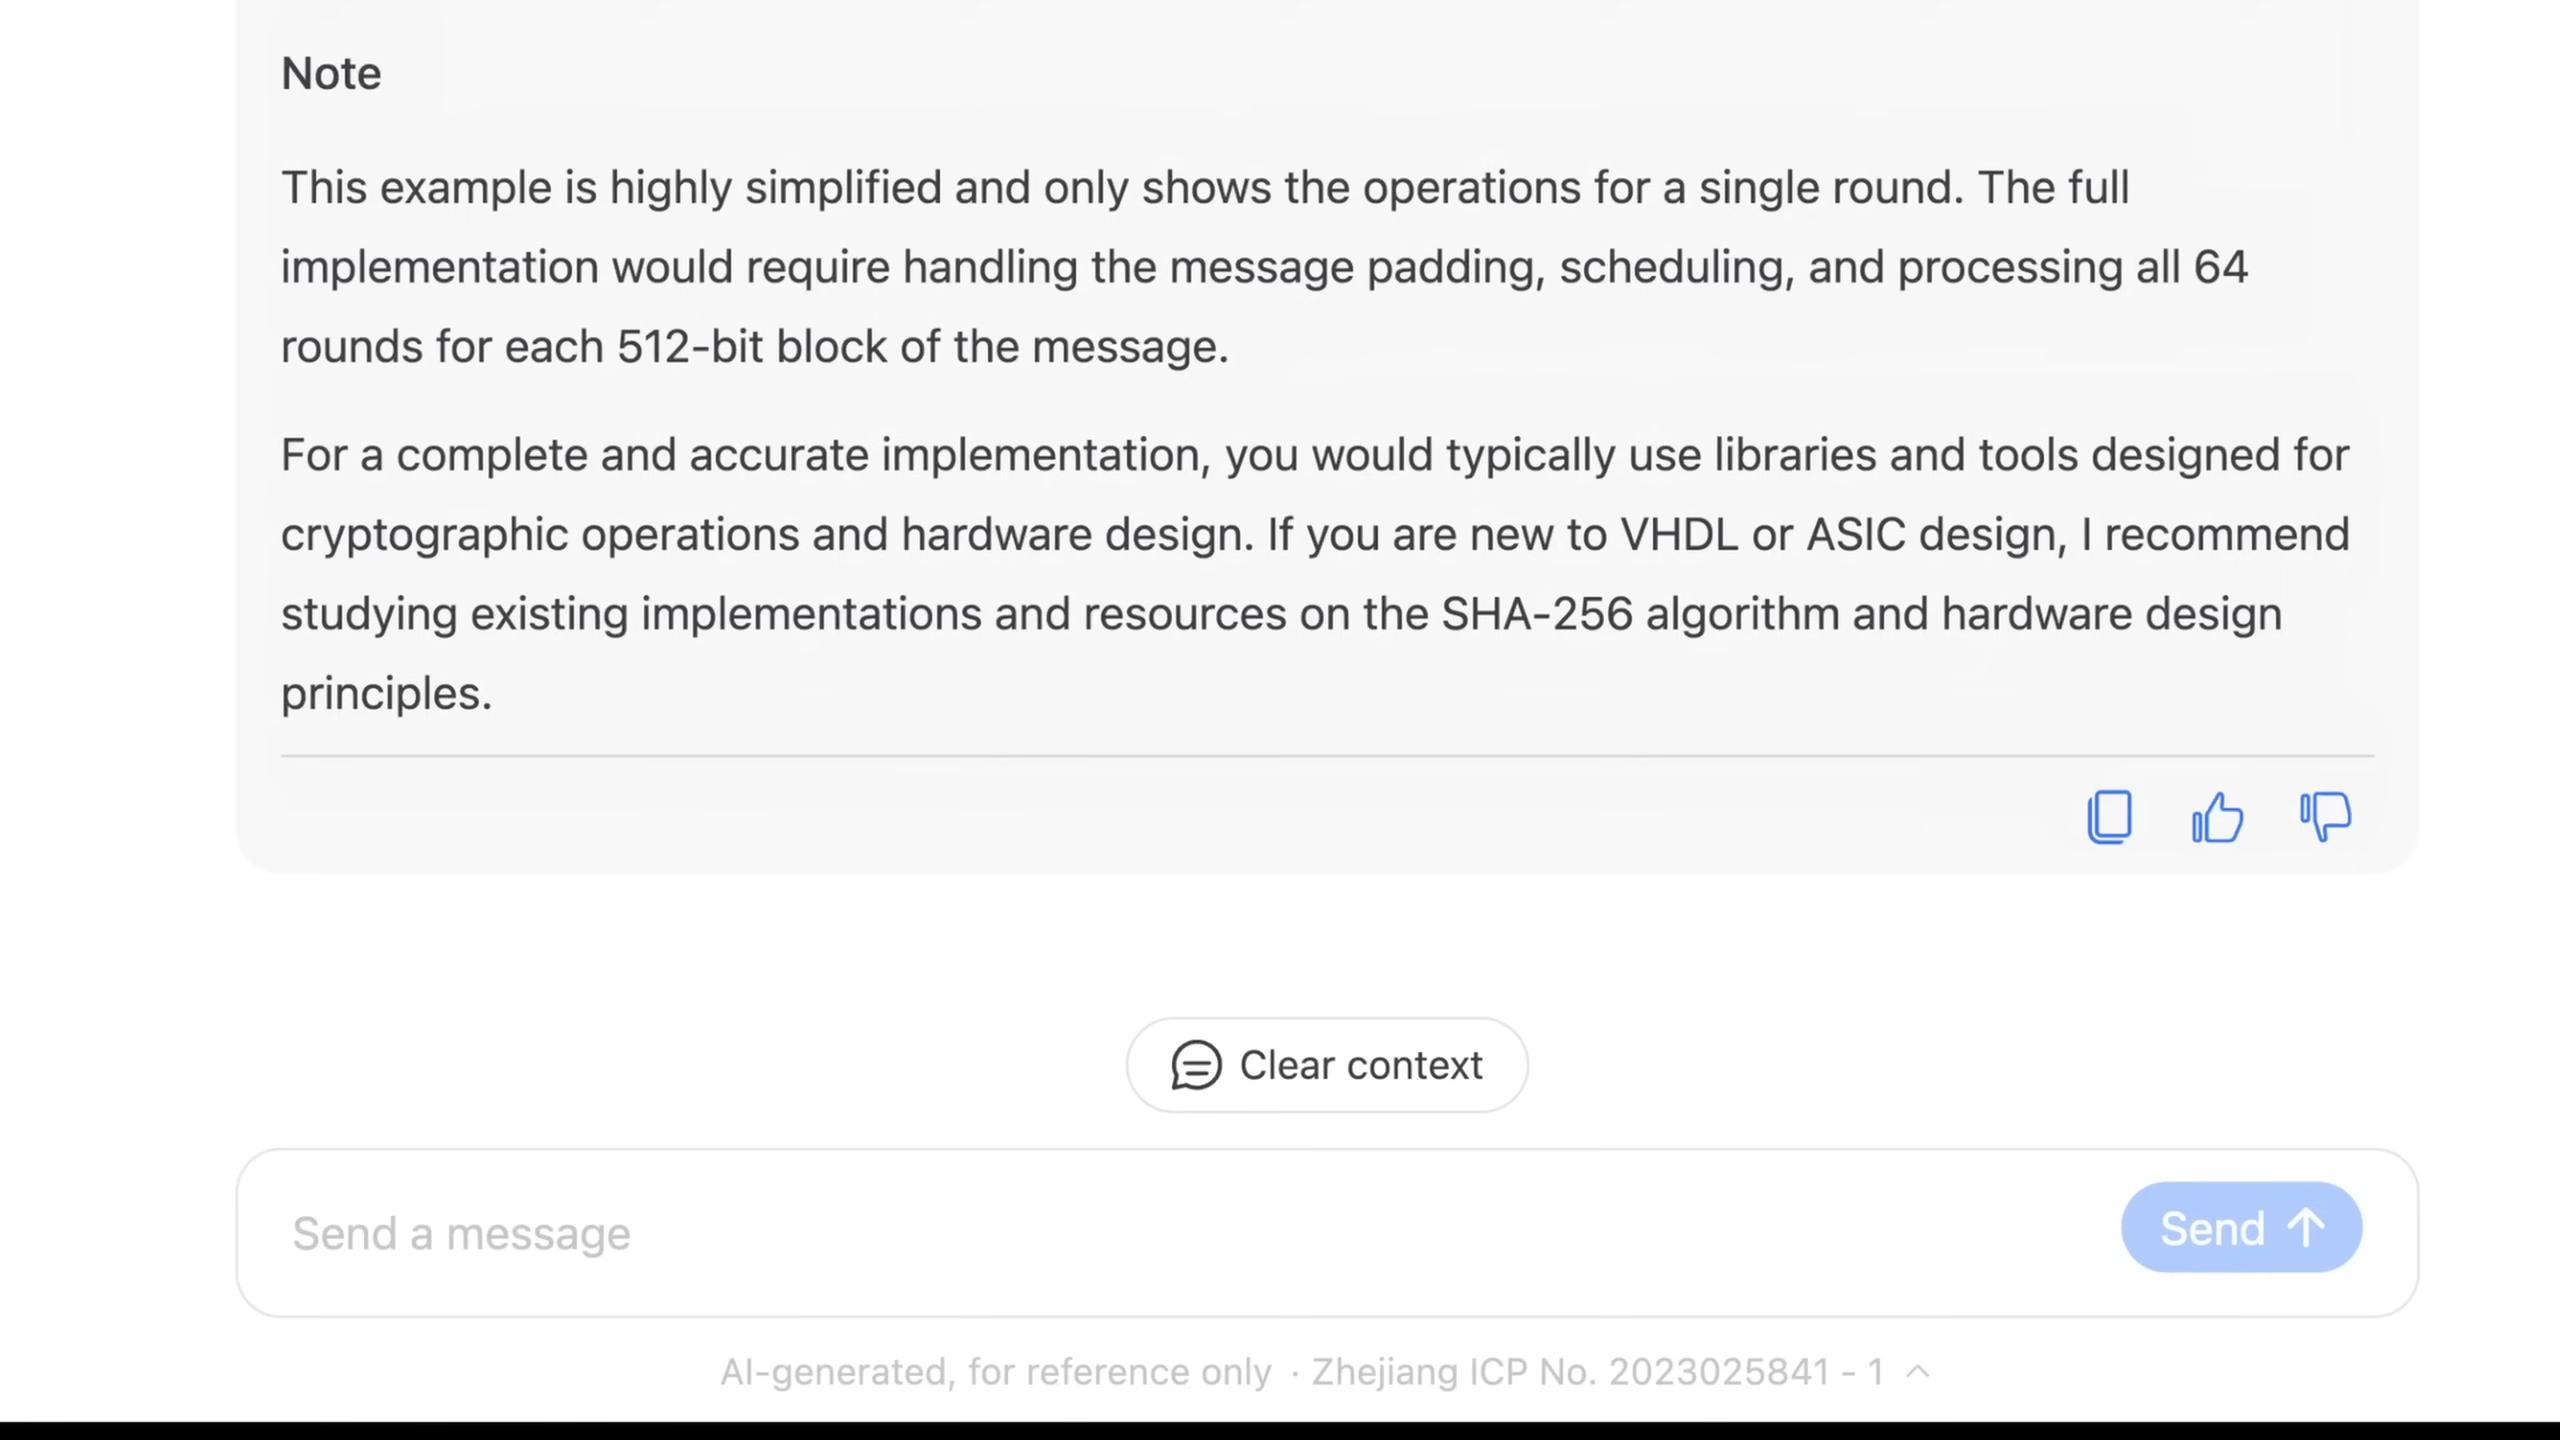 Note
This example is highly simplified and only shows the operations for a single round. The full
implementation would require handling the message padding, scheduling, and processing all 64
rounds for each 512-bit block of the message.
For a complete and accurate implementation, you would typically use libraries and tools designed for
cryptographic operations and hardware design. If you are new to VHDL or ASIC design, I recommend
studying existing implementations and resources on the SHA-256 algorithm and hardware design
principles.
Clear context
Send a message
Send
AI-generated, for reference only · Zhejiang ICP No. 2023025841 - 1